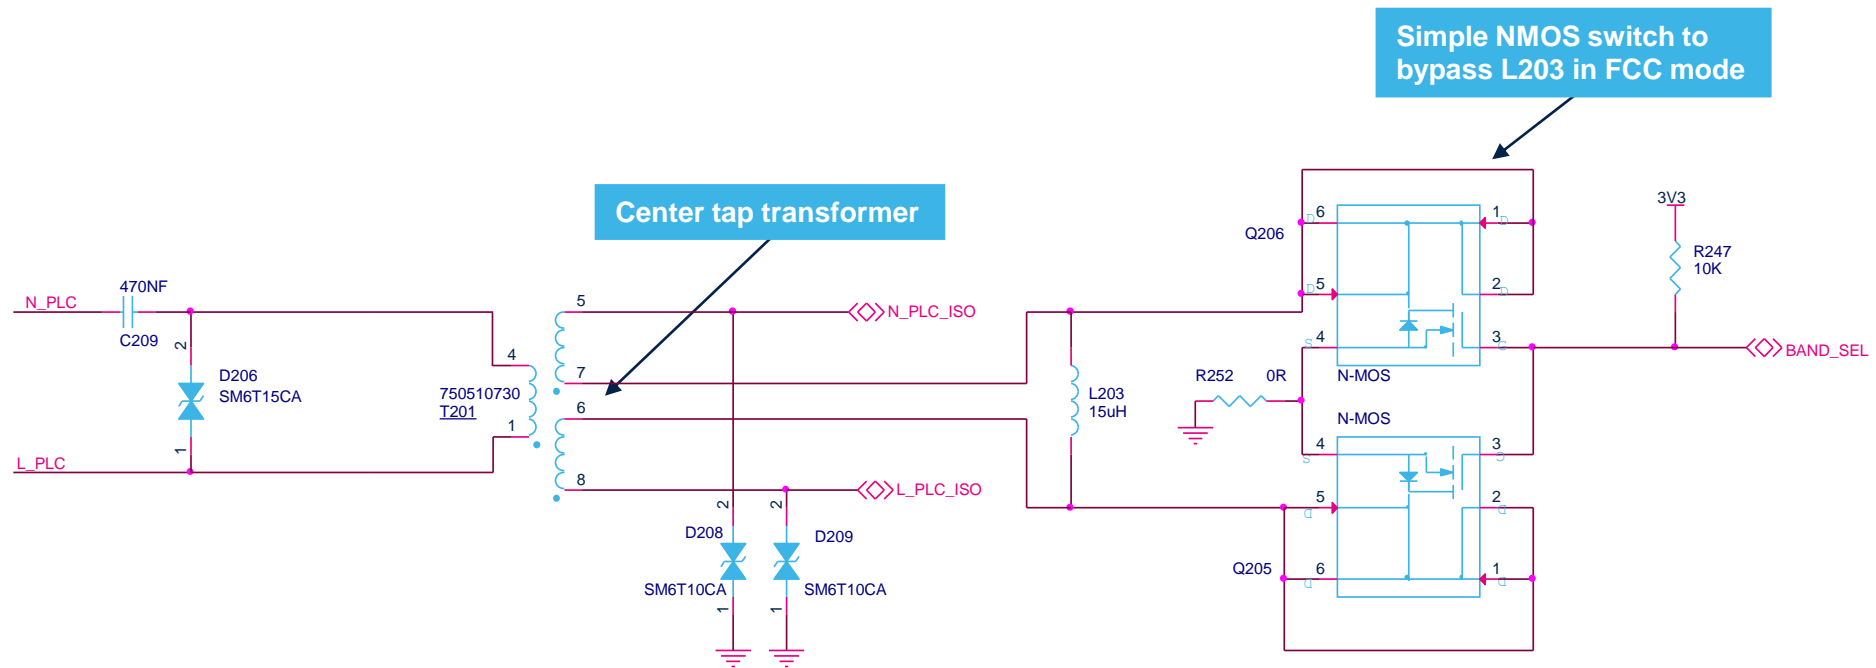 Simple NMOS switch to
bypass L203 in FCC mode
Center tap transformer
3V3
R247
10K
Q206
6
D
1
D
5
D
2
D
4
S
3
G
N-MOS
BAND_SEL
R252
0R
N-MOS
4
S
3
G
5
D
2
D
6
D
1
D
Q205
N_PLC
470NF
C209
2
D206
SM6T15CA
1
L_PLC
4
750510730
T201
1
5
N_PLC_ISO
7
6
8
L_PLC_ISO
L203
15uH
2
D208
SM6T10CA
1
2
D209
SM6T10CA
1